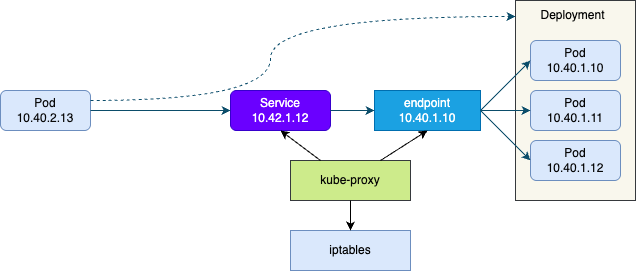 Deployment
Pod
10.40.1.10
Pod
10.40.2.13
Service
10.42.1.12
endpoint
10.40.1.10
Pod
10.40.1.11
Pod
10.40.1.12
kube-proxy
iptables